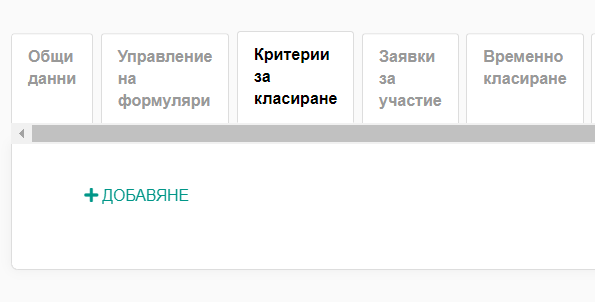 Общи
данни
Управление
на
формуляри
Критерии
за
класиране
Заявки
за
участие
Временно
класиране
ДОБАВЯНЕ